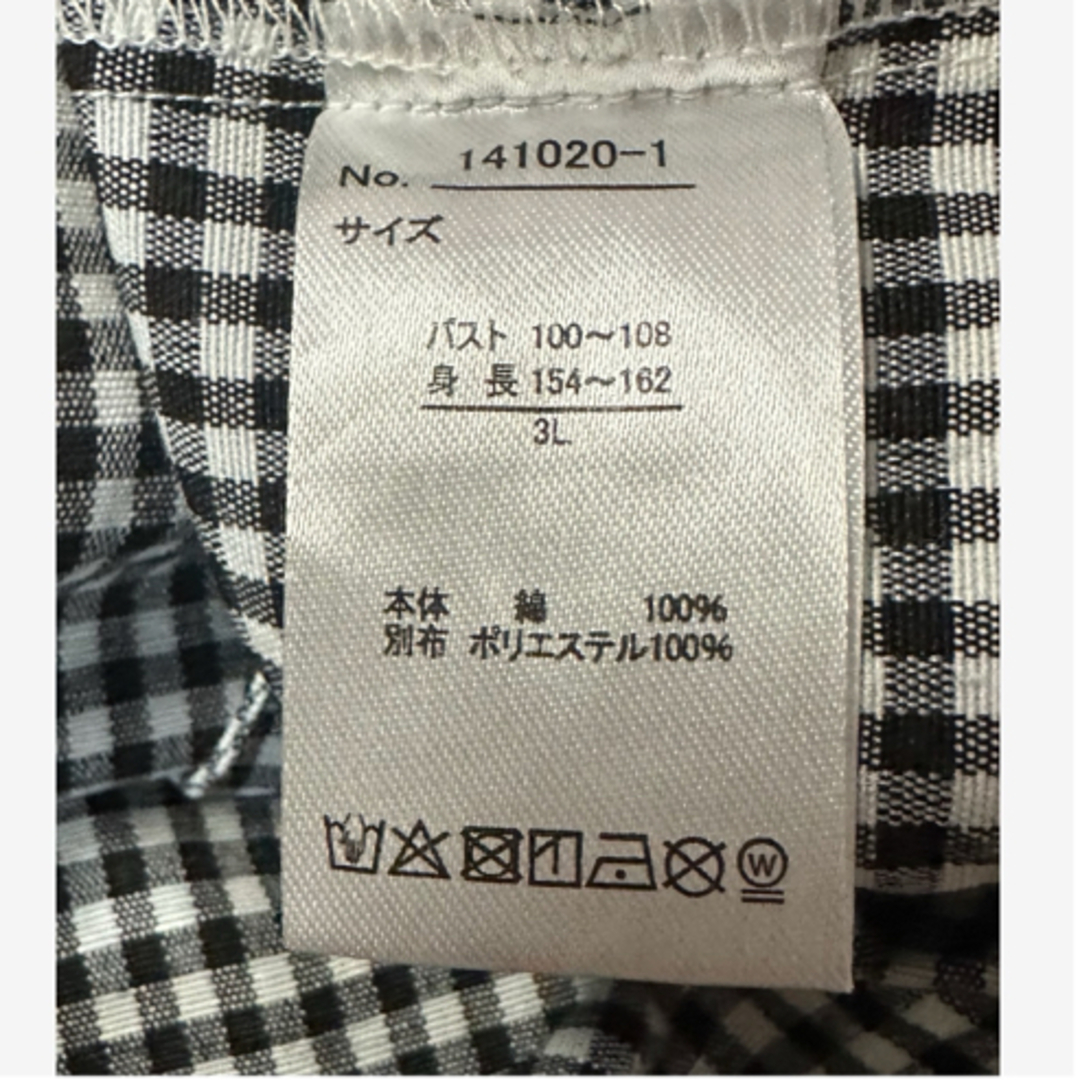 No. 141020-1
サイズ
バスト 100〜108
身 長 154〜162
3L
本体 綿 100%
別布 ポリエステル100%
W